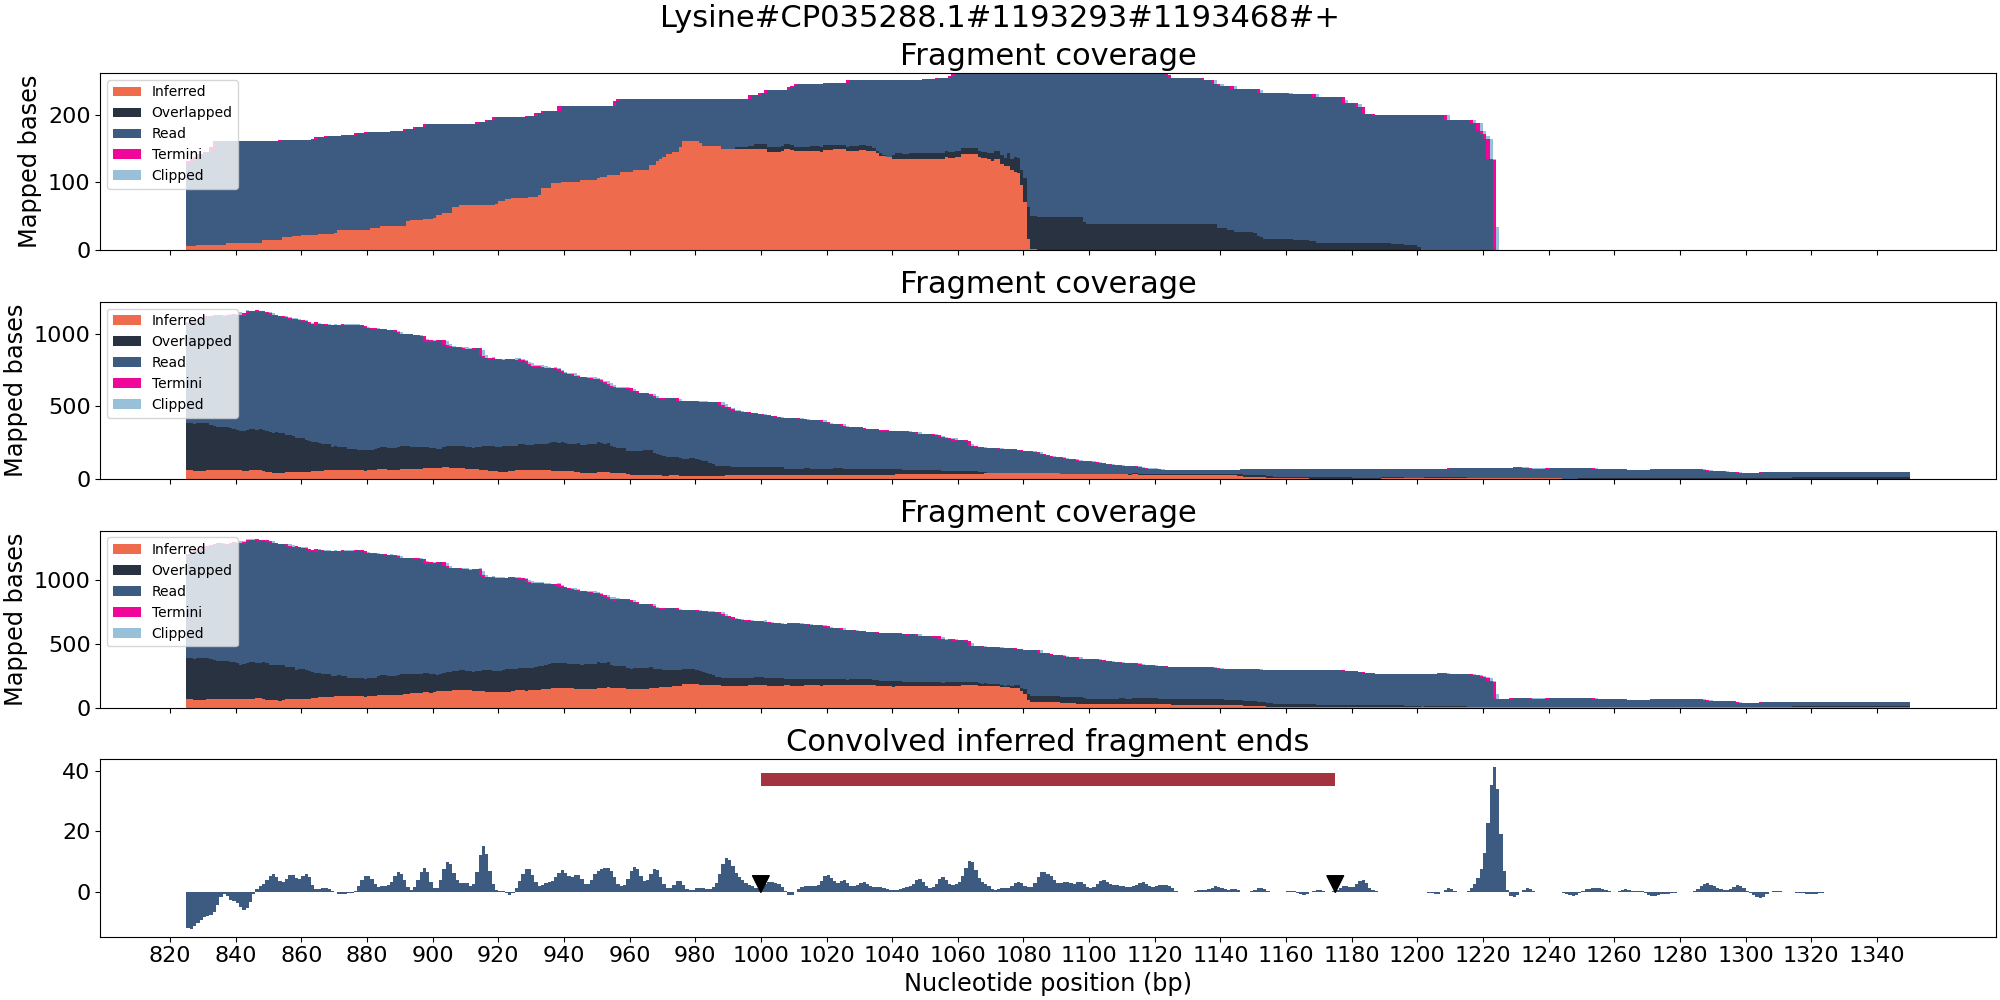 Lysine#CP035288.1#1193293#1193468#+
Fragment coverage
Mapped bases
200
100
0
Inferred
Overlapped
Read
Termini
Clipped
Fragment coverage
Mapped bases
1000
500
0
Inferred
Overlapped
Read
Termini
Clipped
Fragment coverage
Mapped bases
1000
500
0
Inferred
Overlapped
Read
Termini
Clipped
Convolved inferred fragment ends
40
20
0
820 840 860 880 900 920 940 960 980 1000 1020 1040 1060 1080 1100 1120 1140 1160 1180 1200 1220 1240 1260 1280 1300 1320 1340
Nucleotide position (bp)